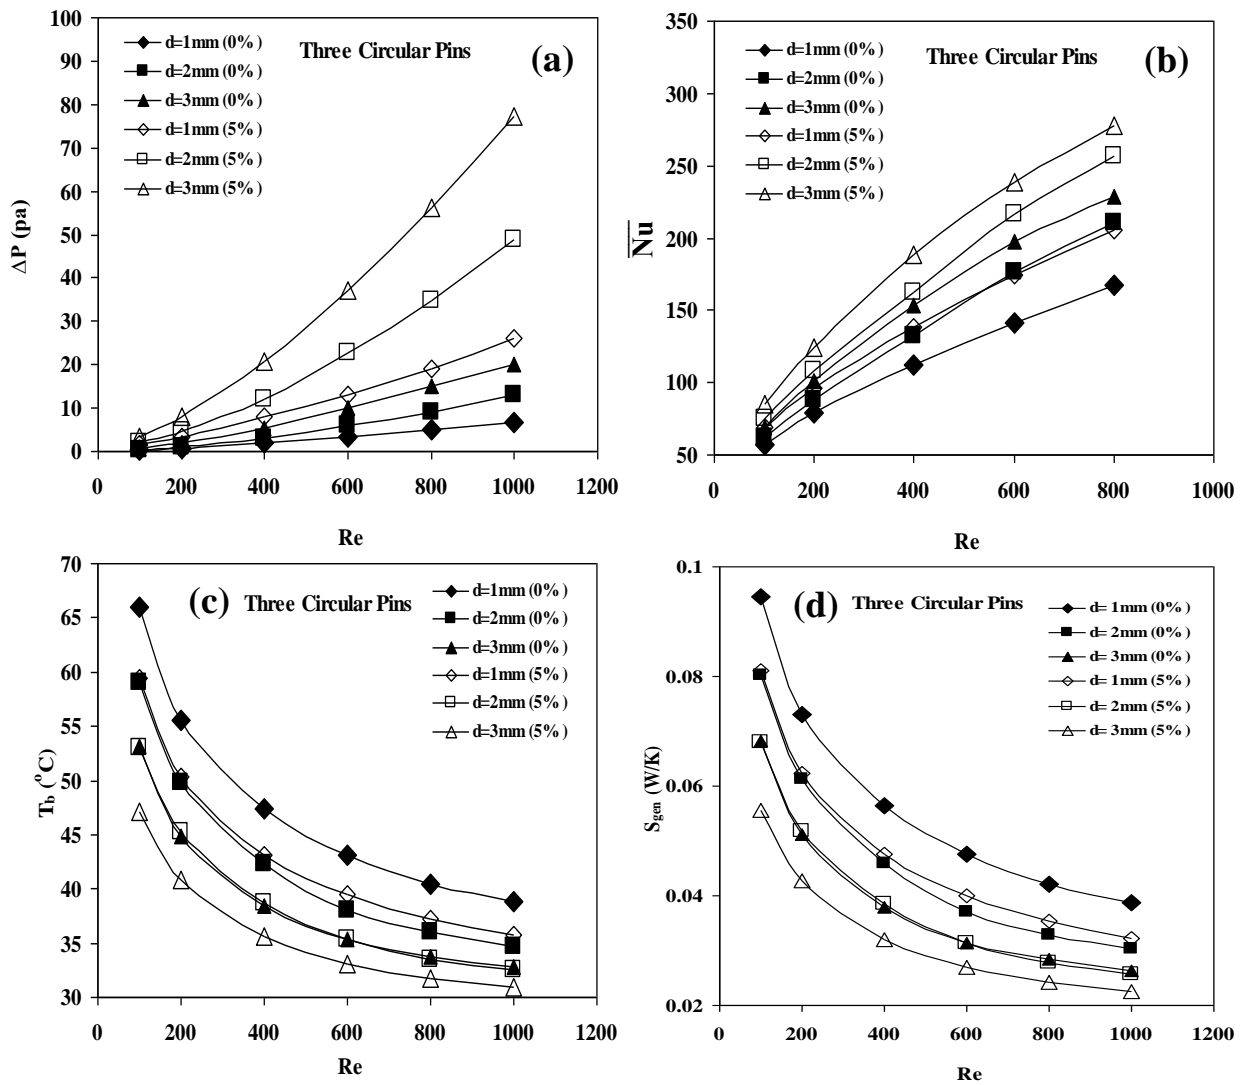 100
90
80
70
60
50
40
30
20
10
0
0 200 400 600 800 1000 1200
ΔP (pa)
Re
d=1mm (0%)
d=2mm (0%)
d=3mm (0%)
d=1mm (5%)
d=2mm (5%)
d=3mm (5%)
Three Circular Pins
(a)
350
300
250
200
150
100
50
0 200 400 600 800 1000
Nu
Re
d=1mm (0%)
d=2mm (0%)
d=3mm (0%)
d=1mm (5%)
d=2mm (5%)
d=3mm (5%)
Three Circular Pins
(b)
70
65
60
55
50
45
40
35
30
0 200 400 600 800 1000 1200
T_b (°C)
Re
(c)
Three Circular Pins
d=1mm (0%)
d=2mm (0%)
d=3mm (0%)
d=1mm (5%)
d=2mm (5%)
d=3mm (5%)
0.1
0.08
0.06
0.04
0.02
0 200 400 600 800 1000 1200
S_gen (W/K)
Re
(d)
Three Circular Pins
d= 1mm (0%)
d= 2mm (0%)
d= 3mm (0%)
d= 1mm (5%)
d= 2mm (5%)
d= 3mm (5%)